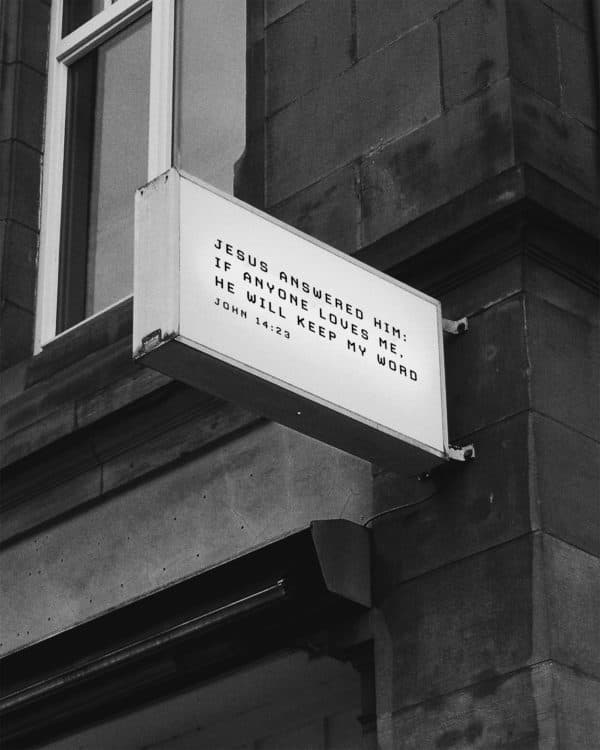 JESUS ANSWERED HIM:
IF ANYONE LOVES ME,
HE WILL KEEP MY WORD
JOHN 14:23